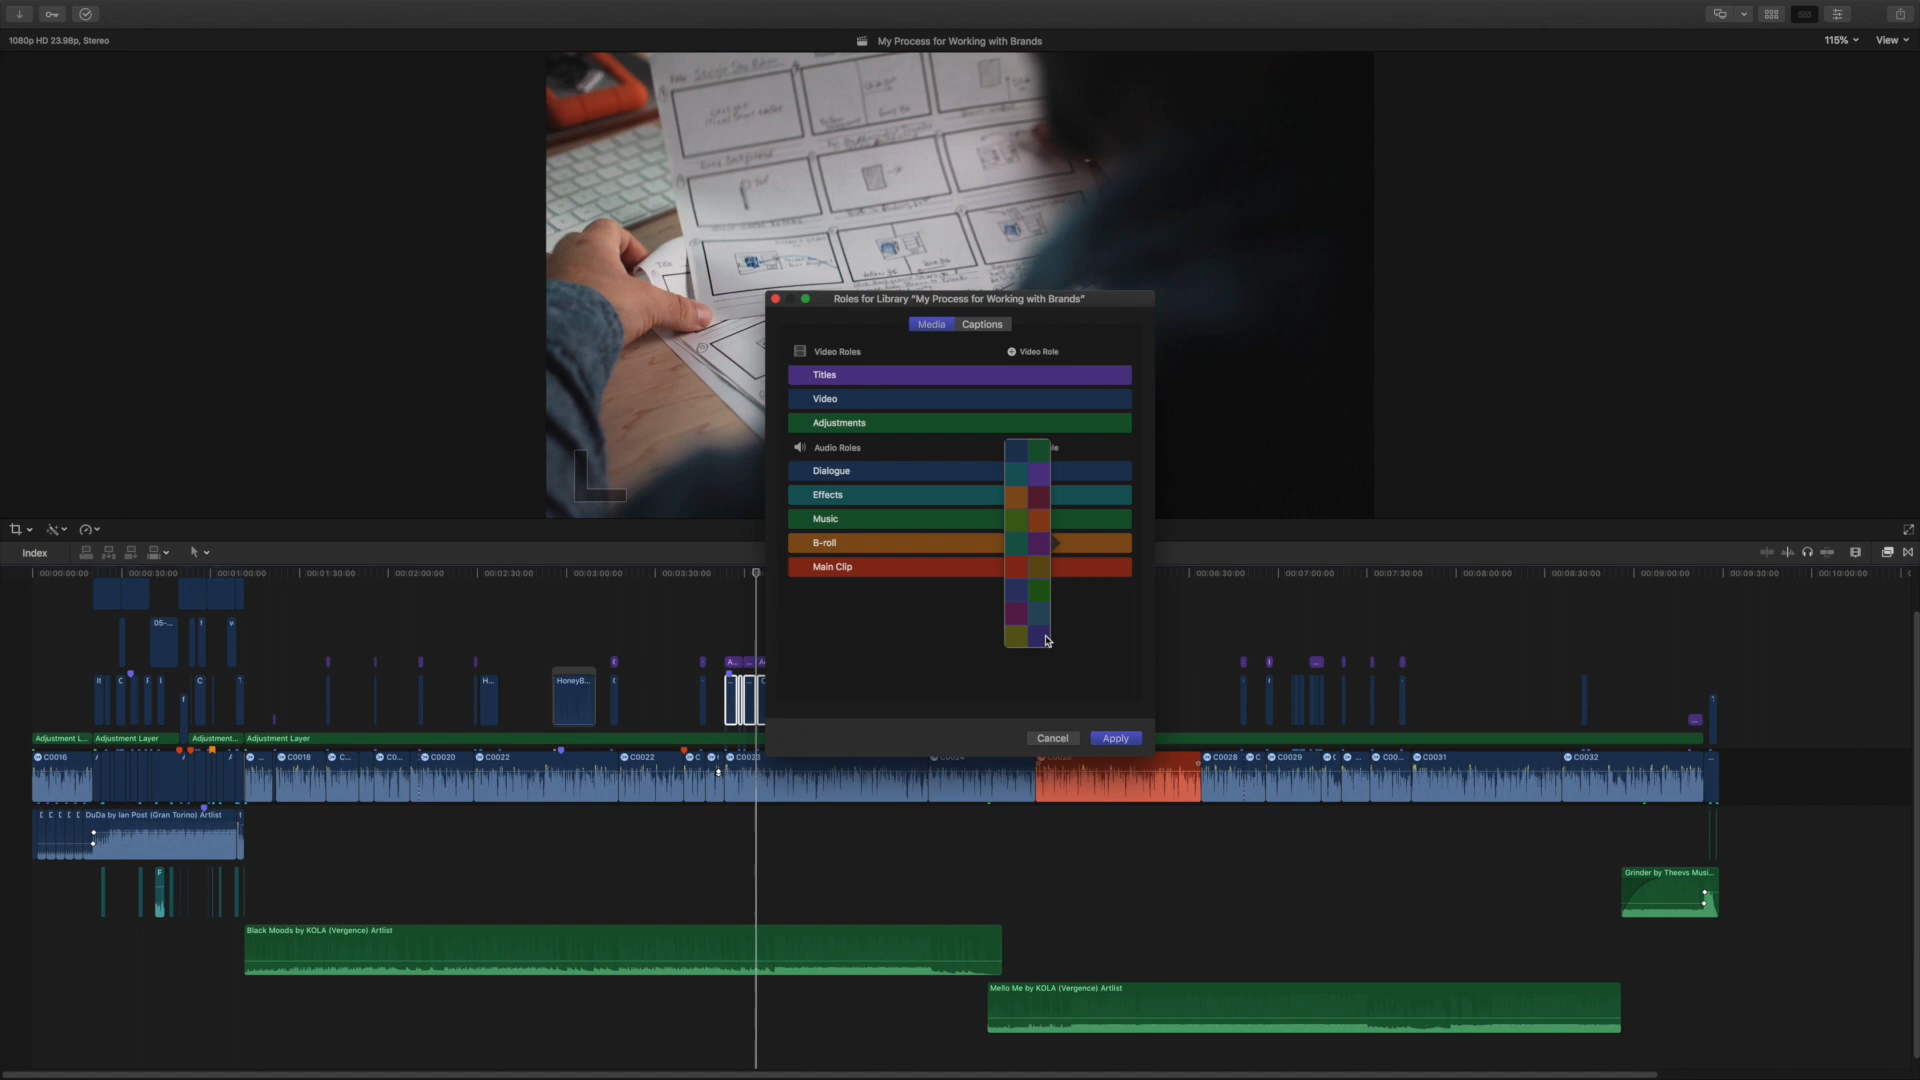 1080p HD 23.98p, Stereo
My Process for Working with Brands
115%
View
Roles for Library “My Process for Working with Brands”
Media
Captions
Video Roles
Video Role
Titles
Video
Adjustments
Audio Roles
Dialogue
Effects
Music
B-roll
Main Clip
Cancel
Apply
Index
00:00:00:00
00:00:30:00
00:01:00:00
00:01:30:00
00:02:00:00
00:02:30:00
00:03:00:00
00:03:30:00
00:06:30:00
00:07:00:00
00:07:30:00
00:08:00:00
00:08:30:00
00:09:00:00
00:09:30:00
00:10:00:00
05-...
A...
...
H...
HoneyB...
Adjustment L...
Adjustment Layer
Adjustment...
Adjustment Layer
C0016
C0018
C...
C0...
C0020
C0022
C0022
C0023
C0028
C
C0029
C00...
C0031
C0032
DuDa by Ian Post (Gran Torino) Artlist
Grinder by Theevs Musi...
Black Moods by KOLA (Vergence) Artlist
Mello Me by KOLA (Vergence) Artlist